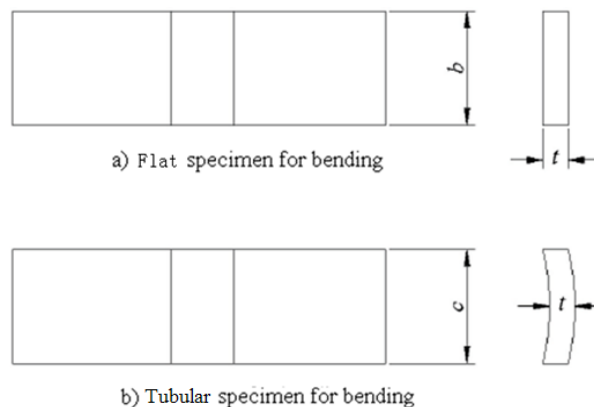 b
t
a) Flat specimen for bending
c
t
b) Tubular specimen for bending